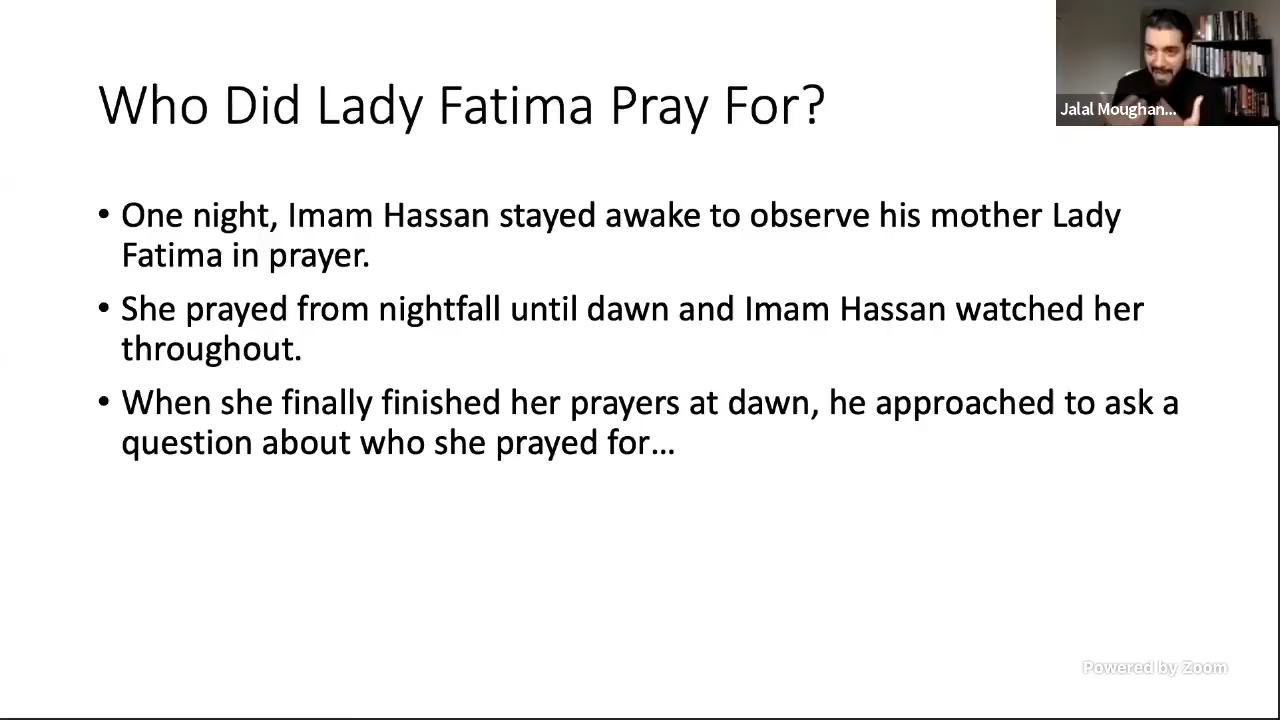 Who Did Lady Fatima Pray For?
Jalal Moughan...
• One night, Imam Hassan stayed awake to observe his mother Lady
Fatima in prayer.
• She prayed from nightfall until dawn and Imam Hassan watched her
throughout.
• When she finally finished her prayers at dawn, he approached to ask a
question about who she prayed for...
Powered by Zoom